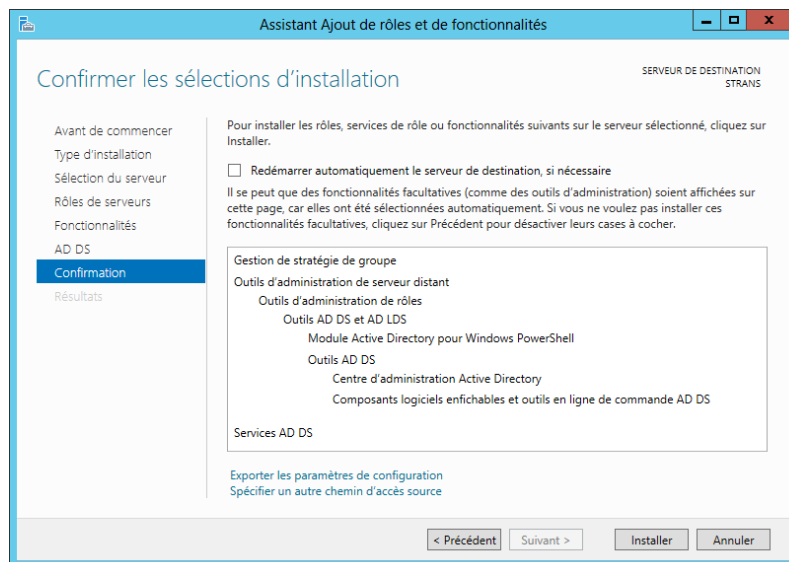 Assistant Ajout de rôles et de fonctionnalités
Confirmer les sélections d'installation
SERVEUR DE DESTINATION
STRANS
Avant de commencer
Type d'installation
Sélection du serveur
Rôles de serveurs
Fonctionnalités
AD DS
Confirmation
Résultats
Pour installer les rôles, services de rôle ou fonctionnalités suivants sur le serveur sélectionné, cliquez sur
Installer.
Redémarrer automatiquement le serveur de destination, si nécessaire
Il se peut que des fonctionnalités facultatives (comme des outils d'administration) soient affichées sur
cette page, car elles ont été sélectionnées automatiquement. Si vous ne voulez pas installer ces
fonctionnalités facultatives, cliquez sur Précédent pour désactiver leurs cases à cocher.
Gestion de stratégie de groupe
Outils d'administration de serveur distant
Outils d'administration de rôles
Outils AD DS et AD LDS
Module Active Directory pour Windows PowerShell
Outils AD DS
Centre d'administration Active Directory
Composants logiciels enfichables et outils en ligne de commande AD DS
Services AD DS
Exporter les paramètres de configuration
Spécifier un autre chemin d'accès source
< Précédent
Suivant >
Installer
Annuler